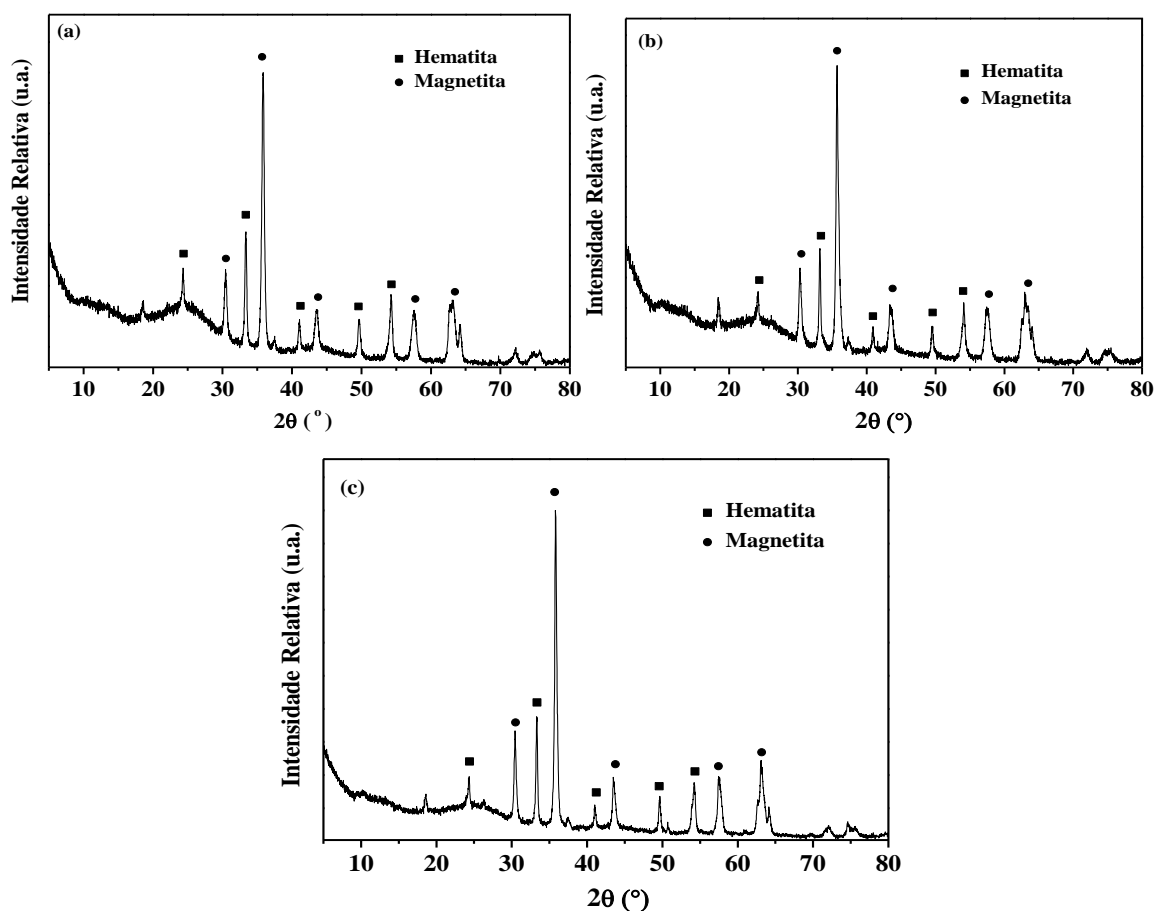 (a)
Hematita
Magnetita
Intensidade Relativa (u.a.)
10 20 30 40 50 60 70 80
2θ (°)
(b)
Hematita
Magnetita
Intensidade Relativa (u.a.)
10 20 30 40 50 60 70 80
2θ (°)
(c)
Hematita
Magnetita
Intensidade Relativa (u.a.)
10 20 30 40 50 60 70 80
2θ (°)